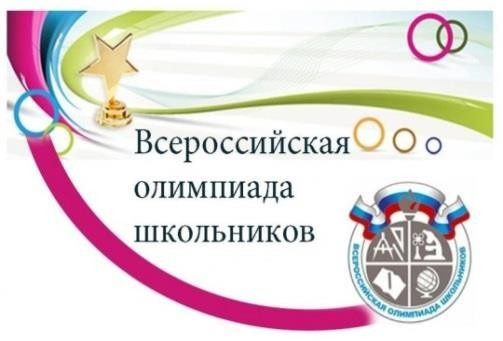 Всероссийская
олимпиада
школьников
ВСЕРОССИЙСКАЯ ОЛИМПИАДА ШКОЛЬНИКОВ